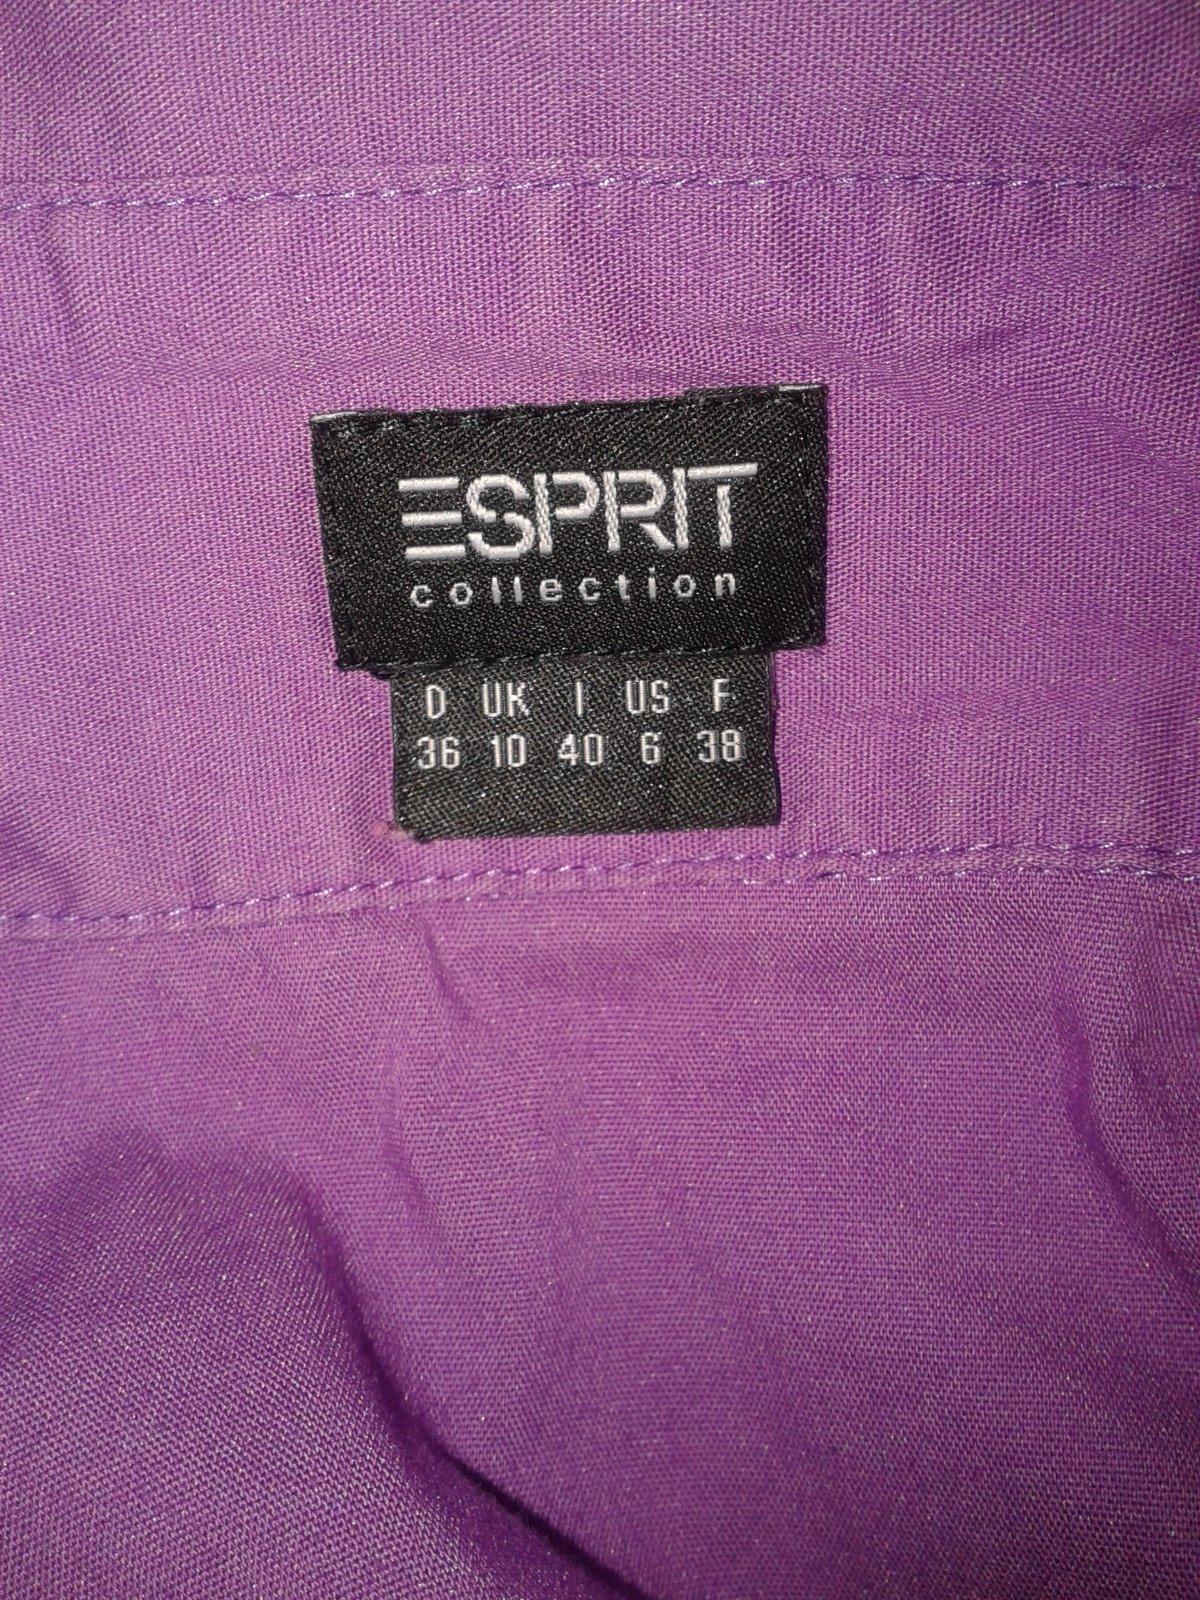 ESPRIT
collection
D UK I US F
36 10 40 6 38